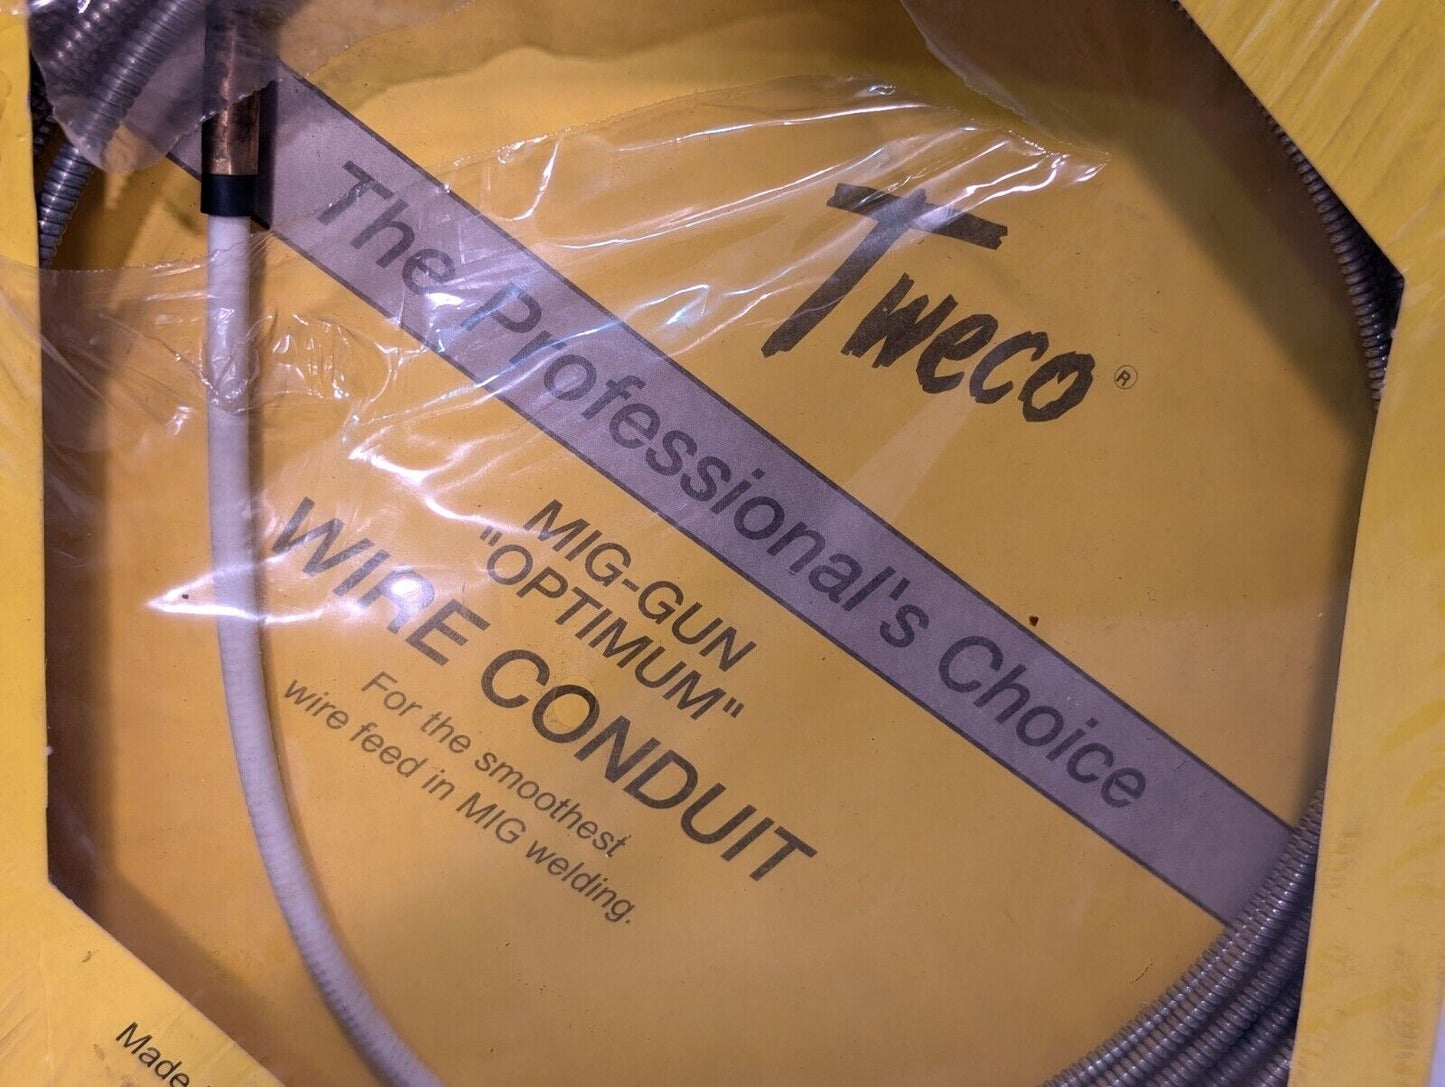 Tweco®
The Professional's Choice
MIG-GUN
"OPTIMUM"
WIRE CONDUIT
For the smoothest
wire feed in MIG welding.
Made